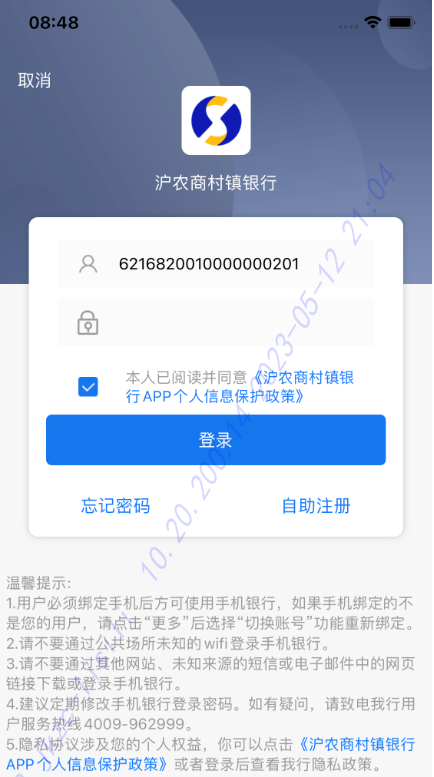 08:48
取消
沪农商村镇银行
6216820010000000201
本人已阅读并同意《沪农商村镇银
行APP个人信息保护政策》
登录
忘记密码
自助注册
温馨提示:
1.用户必须绑定手机后方可使用手机银行，如果手机绑定的不
是您的用户，请点击“更多”后选择“切换账号”功能重新绑定。
2.请不要通过公共场所未知的wifi登录手机银行。
3.请不要通过其他网站、未知来源的短信或电子邮件中的网页
链接下载或登录手机银行。
4.建议定期修改手机银行登录密码。如有疑问，请致电我行用
户服务热线4009-962999。
5.隐私协议涉及您的个人权益，你可以点击《沪农商村镇银行
APP个人信息保护政策》或者登录后查看我行隐私政策。
10.20.200.14 2023-05-12 21:04